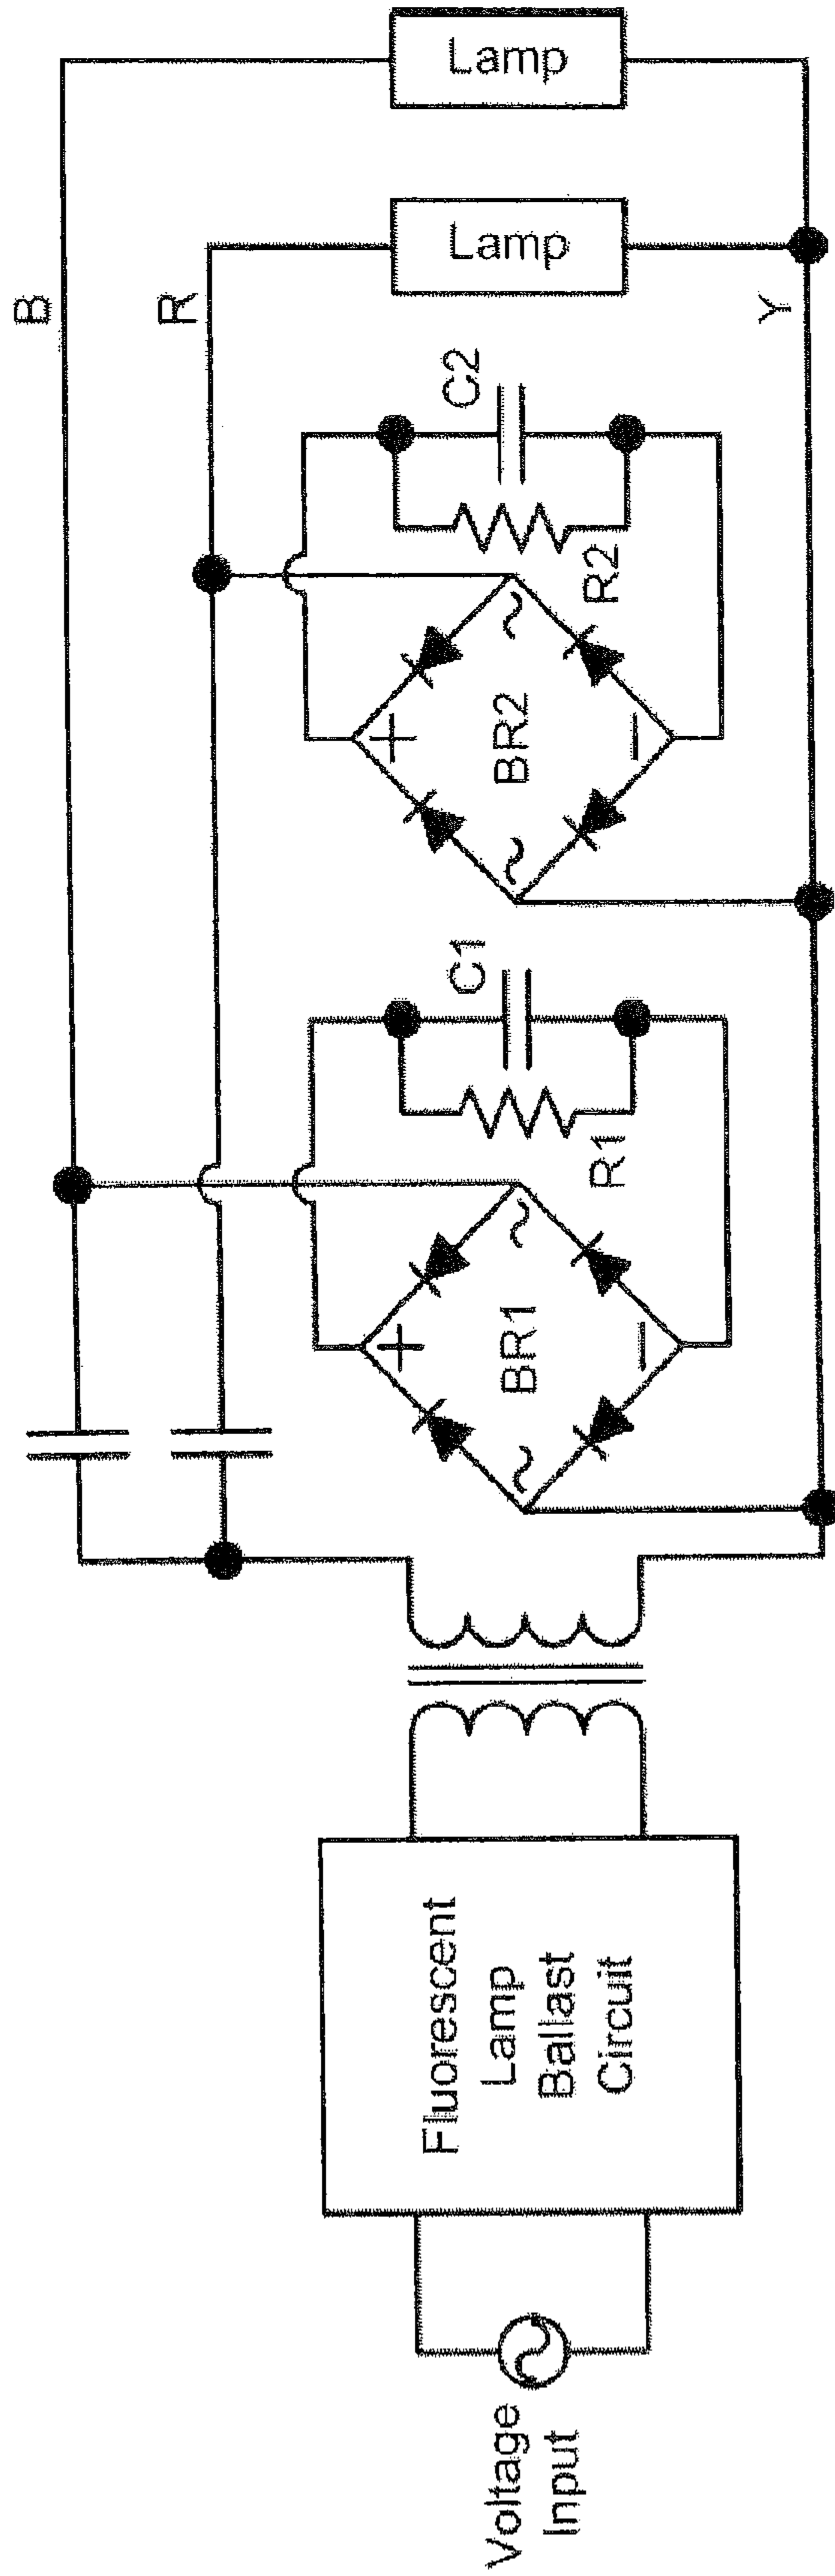 Voltage
Input
Fluorescent
Lamp
Ballast
Circuit
B
R
Y
+
~ BR1 ~
−
R1
C1
+
~ BR2 ~
−
R2
C2
Lamp
Lamp